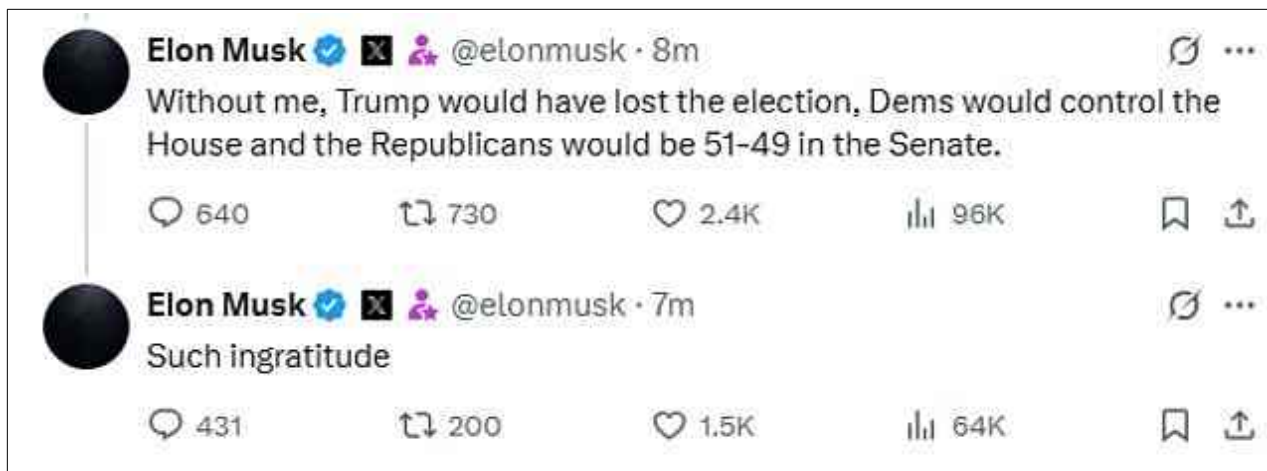 Elon Musk @elonmusk · 8m
Without me, Trump would have lost the election, Dems would control the
House and the Republicans would be 51-49 in the Senate.
640 730 2.4K 96K
Elon Musk @elonmusk · 7m
Such ingratitude
431 200 1.5K 64K